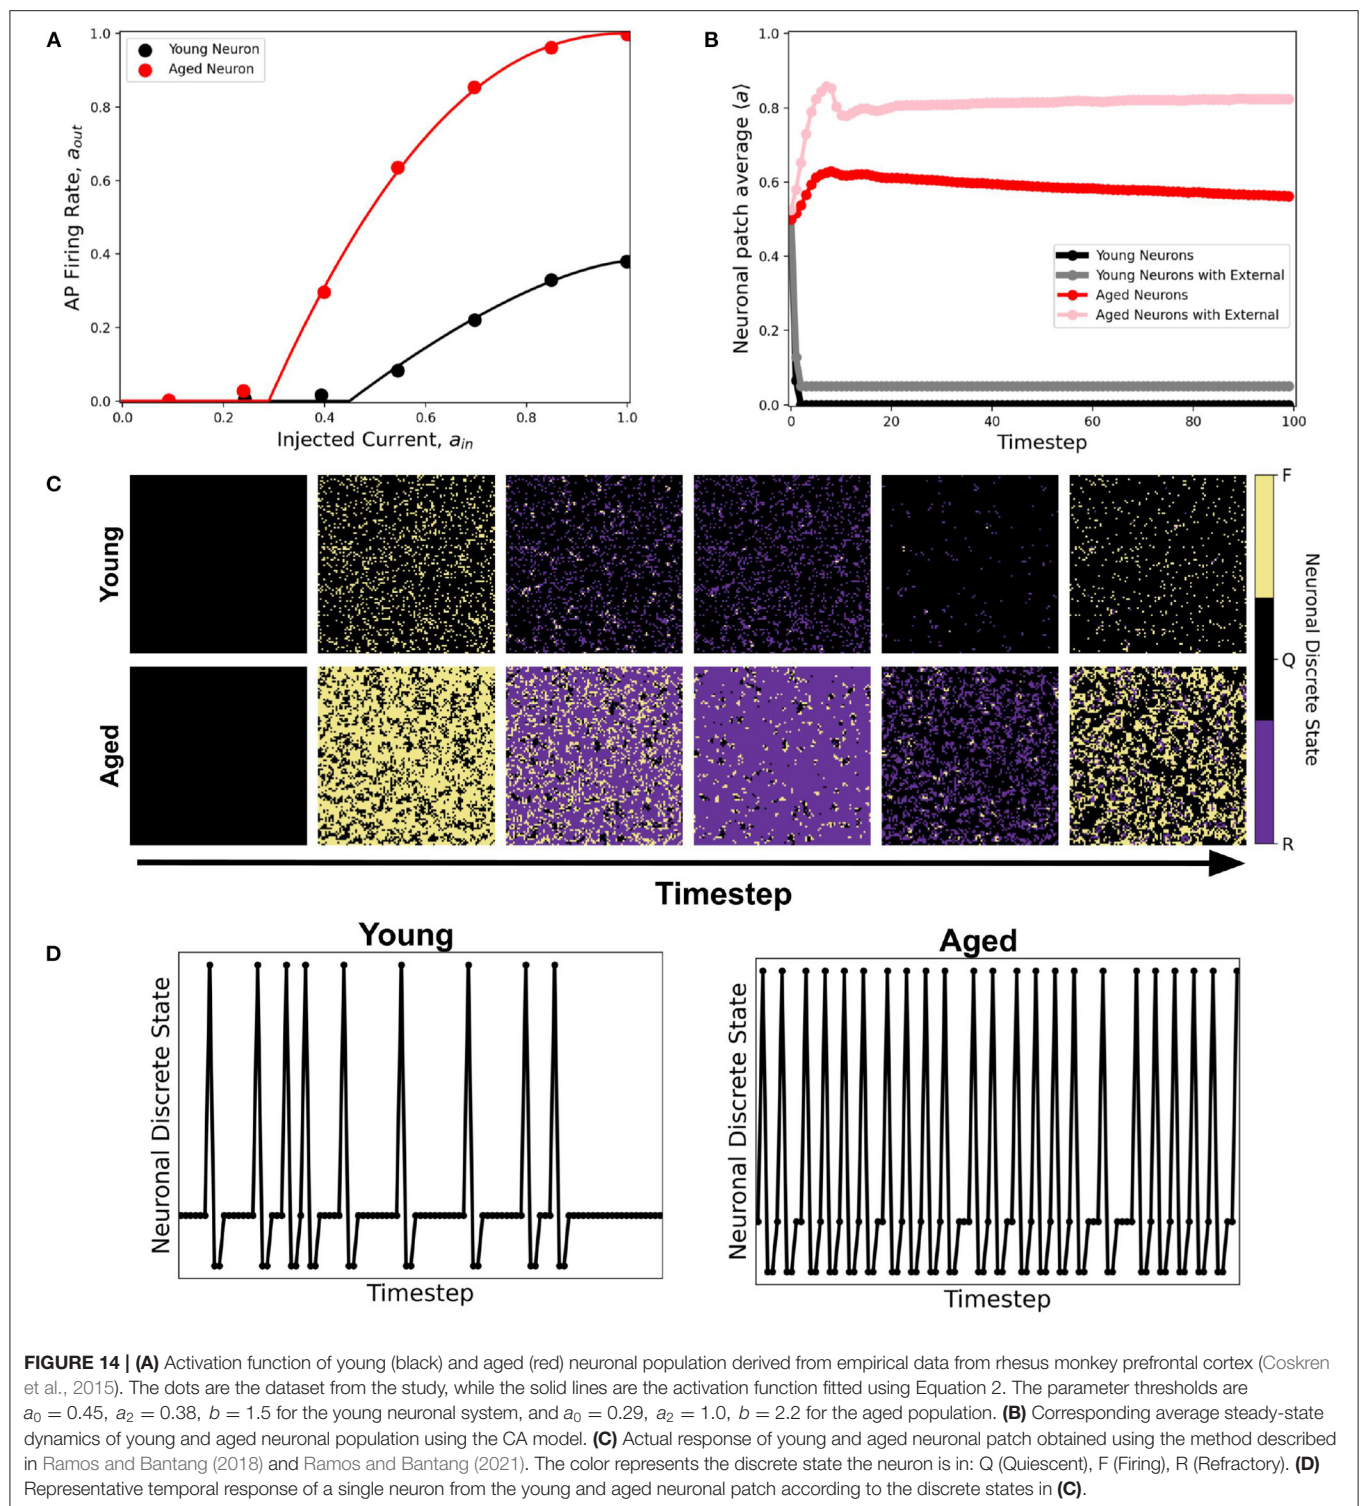 A
1.0
0.8
0.6
0.4
0.2
0.0
AP Firing Rate, a_out
Young Neuron
Aged Neuron
0.0 0.2 0.4 0.6 0.8 1.0
Injected Current, a_in
B
1.0
0.8
0.6
0.4
0.2
0.0
Neuronal patch average ⟨a⟩
Young Neurons
Young Neurons with External
Aged Neurons
Aged Neurons with External
0 20 40 60 80 100
Timestep
C
Young
Aged
F
Q
R
Neuronal Discrete State
Timestep
D
Young
Neuronal Discrete State
Timestep
Aged
Neuronal Discrete State
Timestep
FIGURE 14 | (A) Activation function of young (black) and aged (red) neuronal population derived from empirical data from rhesus monkey prefrontal cortex (Coskren
et al., 2015). The dots are the dataset from the study, while the solid lines are the activation function fitted using Equation 2. The parameter thresholds are
a₀ = 0.45, a₂ = 0.38, b = 1.5 for the young neuronal system, and a₀ = 0.29, a₂ = 1.0, b = 2.2 for the aged population. (B) Corresponding average steady-state
dynamics of young and aged neuronal population using the CA model. (C) Actual response of young and aged neuronal patch obtained using the method described
in Ramos and Bantang (2018) and Ramos and Bantang (2021). The color represents the discrete state the neuron is in: Q (Quiescent), F (Firing), R (Refractory). (D)
Representative temporal response of a single neuron from the young and aged neuronal patch according to the discrete states in (C).